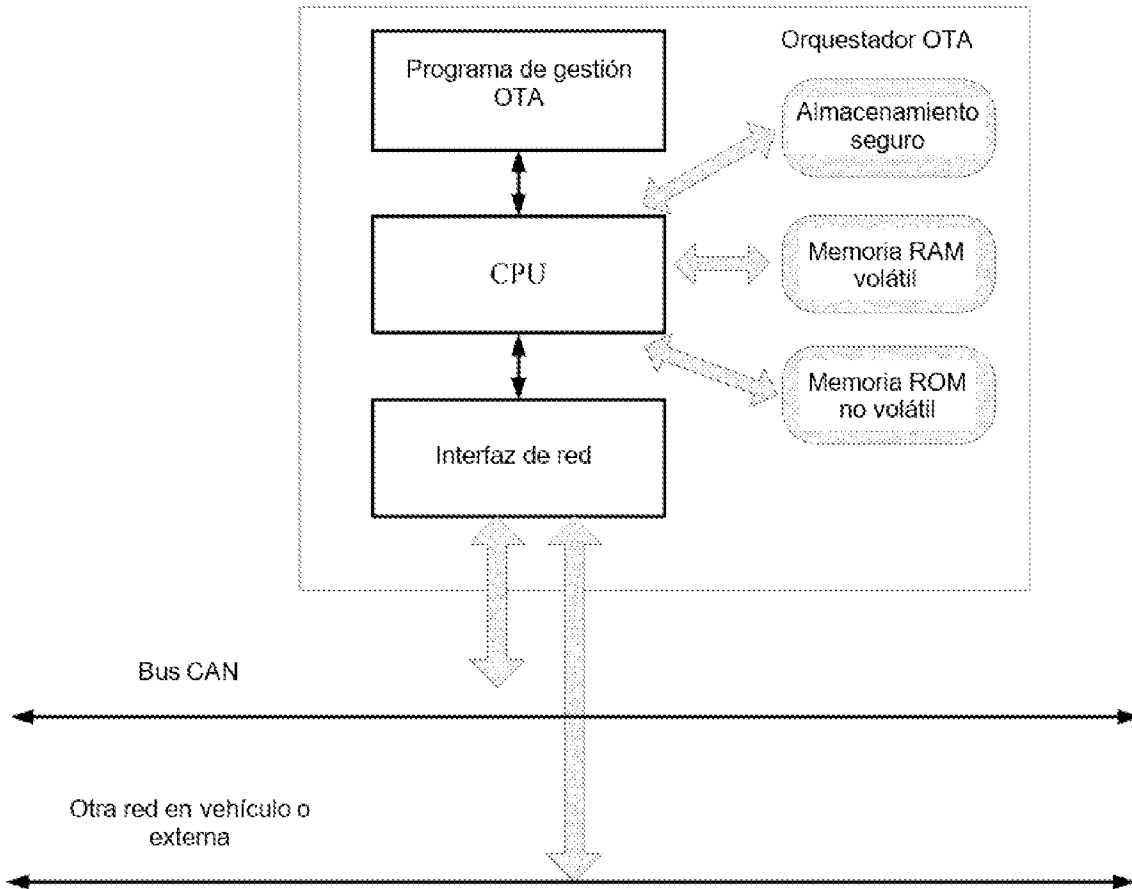 Orquestador OTA
Programa de gestión
OTA
Almacenamiento
seguro
CPU
Memoria RAM
volátil
Memoria ROM
no volátil
Interfaz de red
Bus CAN
Otra red en vehículo o
externa